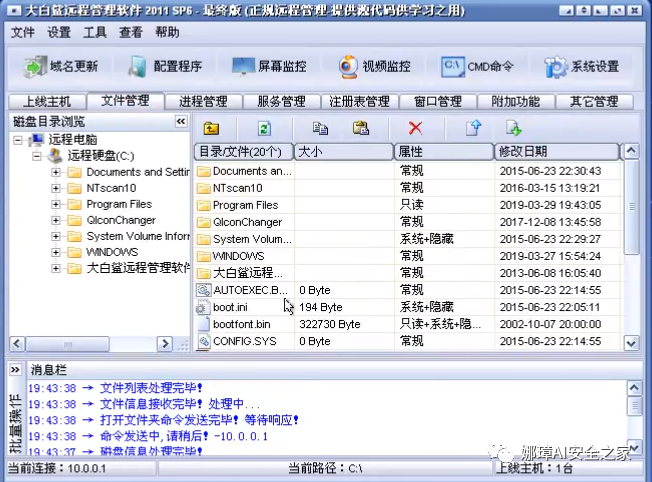 大白鲨远程管理软件 2011 SP6 - 最终版 (正规远程管理-提供源代码供学习之用)
文件 设置 工具 查看 帮助
域名更新 配置程序 屏幕监控 视频监控 CMD命令 系统设置
上线主机 文件管理 进程管理 服务管理 注册表管理 窗口管理 附加功能 其它管理
磁盘目录浏览
远程电脑
远程硬盘(C:)
Documents and Settin
NTscan10
Program Files
QIconChanger
System Volume Inforr
WINDOWS
大白鲨远程管理软件
目录/文件(20个) 大小 属性 修改日期
Documents an... 常规 2015-06-23 22:30:43
NTscan10 常规 2016-03-15 13:19:21
Program Files 只读 2019-03-29 19:43:05
QIconChanger 常规 2017-12-08 13:45:58
System Volum... 系统+隐藏 2015-06-23 22:29:27
WINDOWS 常规 2019-03-27 15:54:24
大白鲨远程... 常规 2013-06-08 16:05:40
AUTOEXEC.B... 0 Byte 常规 2015-06-23 22:14:55
boot.ini 194 Byte 系统+隐藏 2015-06-23 22:05:11
bootfont.bin 322730 Byte 只读+系统+隐... 2002-10-07 20:00:00
CONFIG.SYS 0 Byte 常规 2015-06-23 22:14:55
批量操作
消息栏
19:43:38 → 文件列表处理完毕!
19:43:38 → 文件信息接收完毕! 处理中...
19:43:38 → 打开文件夹命令发送完毕! 等待响应!
19:43:38 → 命令发送中,请稍后! -10.0.0.1
19:43:37 → 磁盘信息处理完毕!
娜璋AI安全之家
当前连接:10.0.0.1 当前路径:C:\ 上线主机:1台